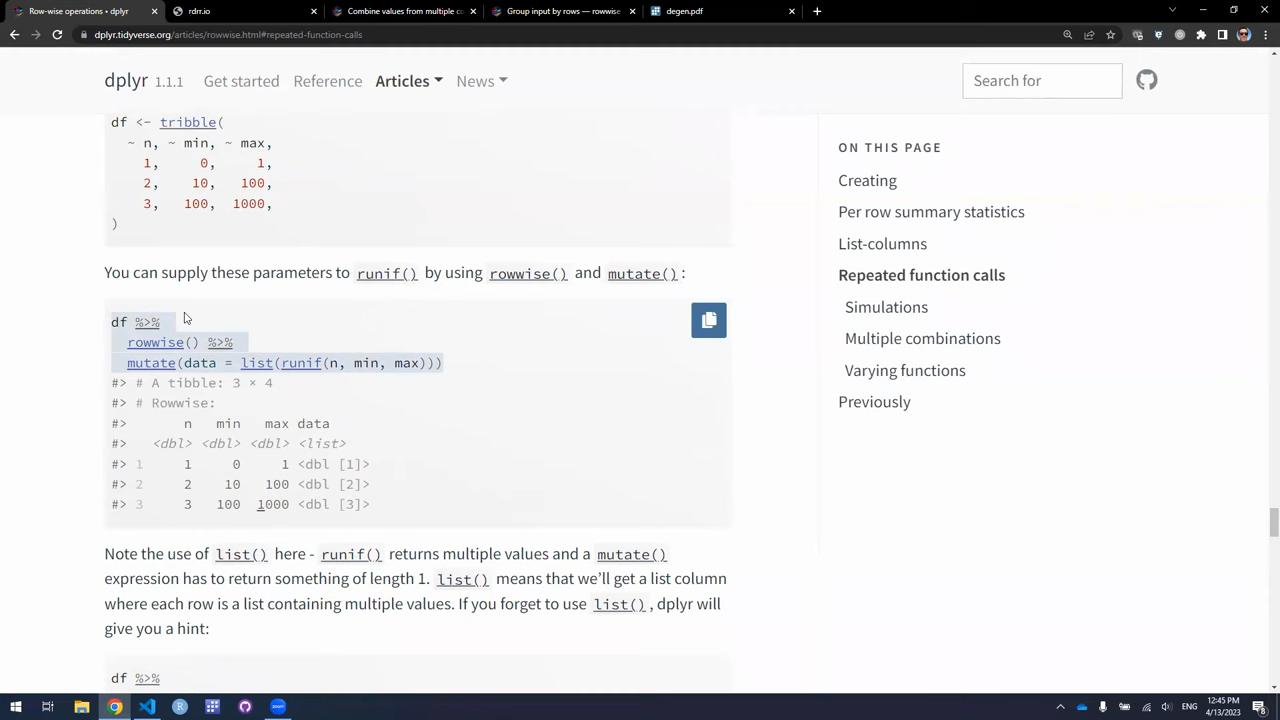 Row-wise operations • dplyr
rdrr.io
Combine values from multiple co
Group input by rows — rowwise
degen.pdf
dplyr.tidyverse.org/articles/rowwise.html#repeated-function-calls
dplyr 1.1.1 Get started Reference Articles News
Search for
df <- tribble(
~ n, ~ min, ~ max,
1, 0, 1,
2, 10, 100,
3, 100, 1000,
)
You can supply these parameters to runif() by using rowwise() and mutate():
df %>%
rowwise() %>%
mutate(data = list(runif(n, min, max)))
#> # A tibble: 3 × 4
#> # Rowwise:
#> n min max data
#> <dbl> <dbl> <dbl> <list>
#> 1 1 0 1 <dbl [1]>
#> 2 2 10 100 <dbl [2]>
#> 3 3 100 1000 <dbl [3]>
Note the use of list() here - runif() returns multiple values and a mutate()
expression has to return something of length 1. list() means that we’ll get a list column
where each row is a list containing multiple values. If you forget to use list(), dplyr will
give you a hint:
df %>%
ON THIS PAGE
Creating
Per row summary statistics
List-columns
Repeated function calls
Simulations
Multiple combinations
Varying functions
Previously
ENG
12:45 PM
4/13/2023
8